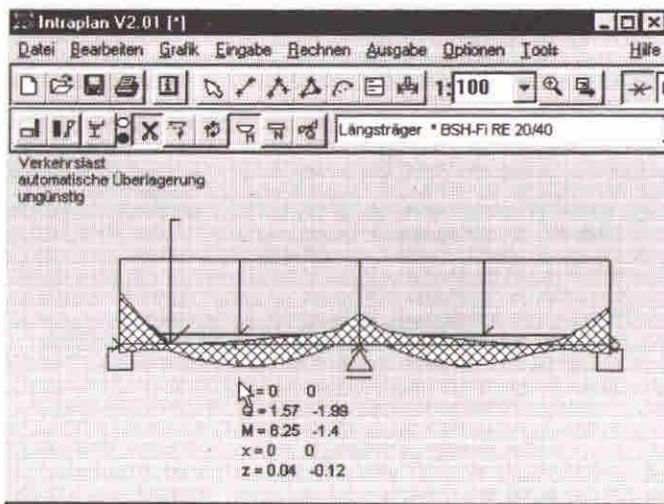 Intraplan V2.01 [*]
Datei Bearbeiten Grafik Eingabe Rechnen Ausgabe Optionen Tools Hilfe
1: 100
Längsträger * BSH-Fi RE 20/40
Verkehrslast
automatische Überlagerung
ungünstig
= 0 0
Q = 1.57 -1.99
M = 6.25 -1.4
x = 0 0
z = 0.04 -0.12